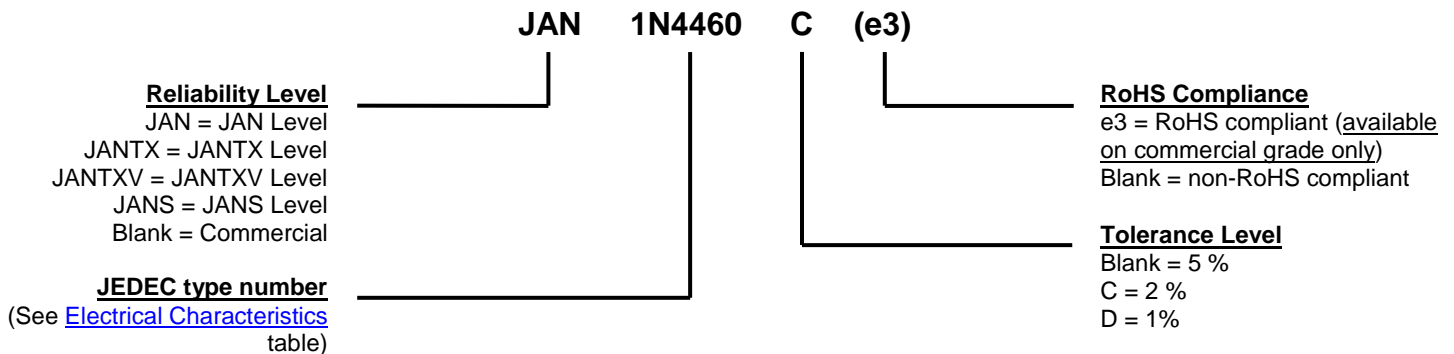 JAN 1N4460 C (e3)
Reliability Level
JAN = JAN Level
JANTX = JANTX Level
JANTXV = JANTXV Level
JANS = JANS Level
Blank = Commercial
JEDEC type number
(See Electrical Characteristics
table)
RoHS Compliance
e3 = RoHS compliant (available
on commercial grade only)
Blank = non-RoHS compliant
Tolerance Level
Blank = 5 %
C = 2 %
D = 1%